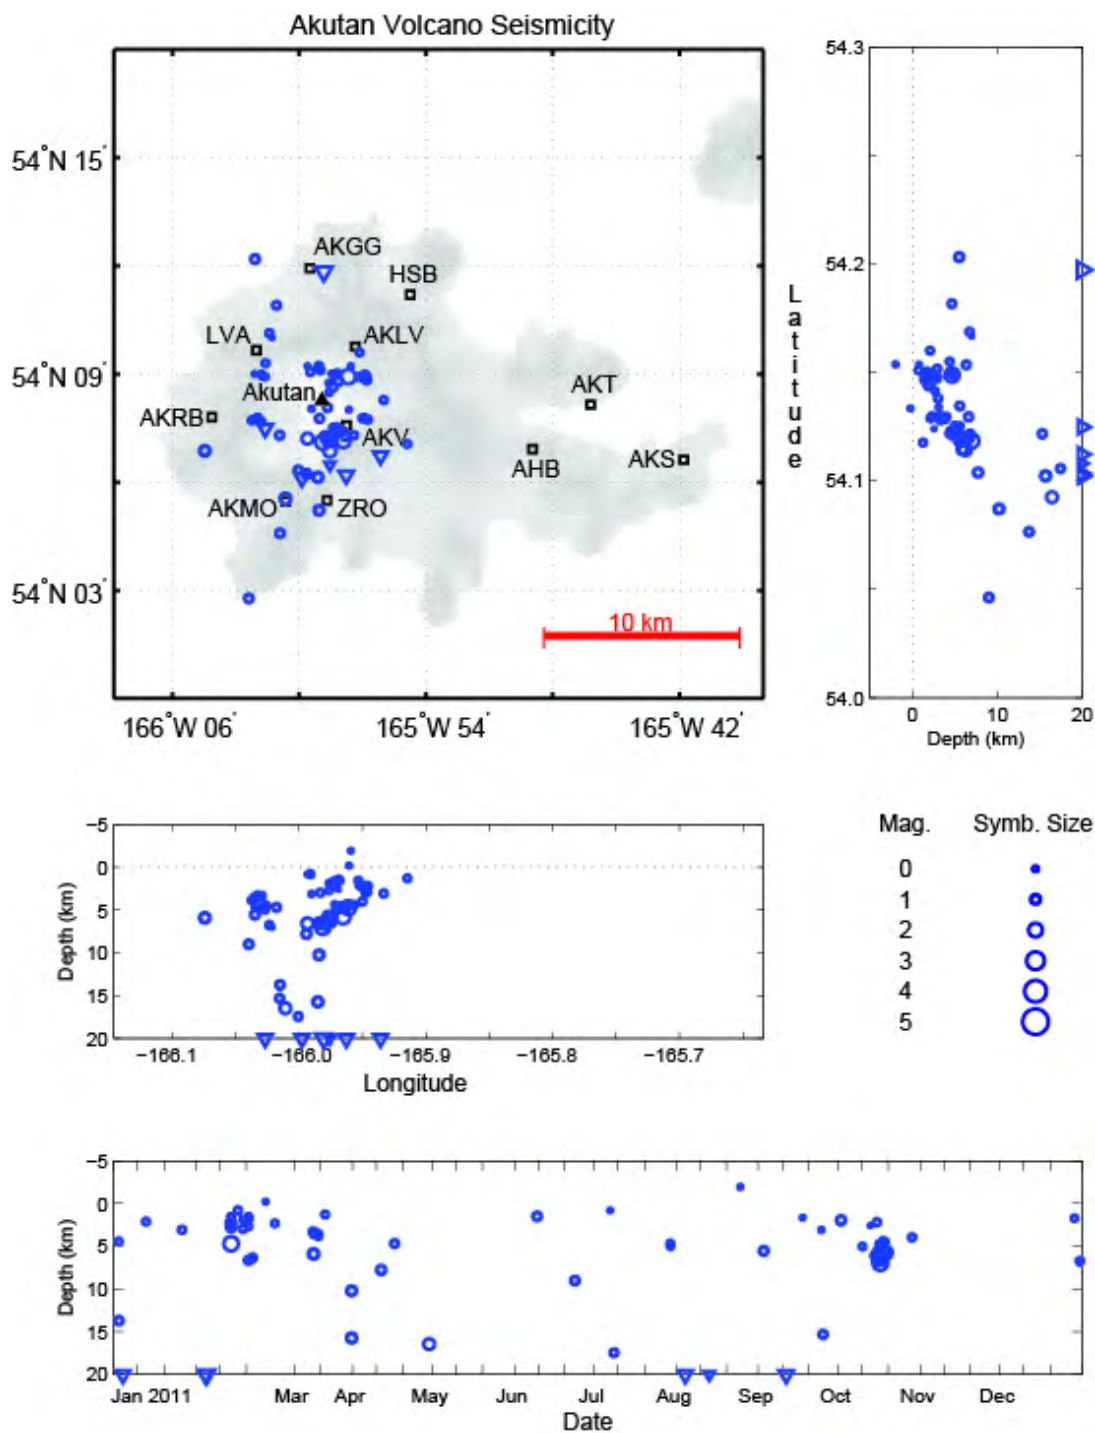 Akutan Volcano Seismicity
54°N 15'
54°N 09'
54°N 03'
166°W 06'
165°W 54'
165°W 42'
AKGG
HSB
LVA
AKLV
Akutan
AKT
AKRB
AKV
AHB
AKS
AKMO
ZRO
10 km
54.3
54.2
54.1
54.0
Latitude
0
10
20
Depth (km)
−5
0
5
10
15
20
Depth (km)
−166.1
−166.0
−165.9
−165.8
−165.7
Longitude
Mag. Symb. Size
0
1
2
3
4
5
−5
0
5
10
15
20
Depth (km)
Jan 2011 Mar Apr May Jun Jul Aug Sep Oct Nov Dec
Date